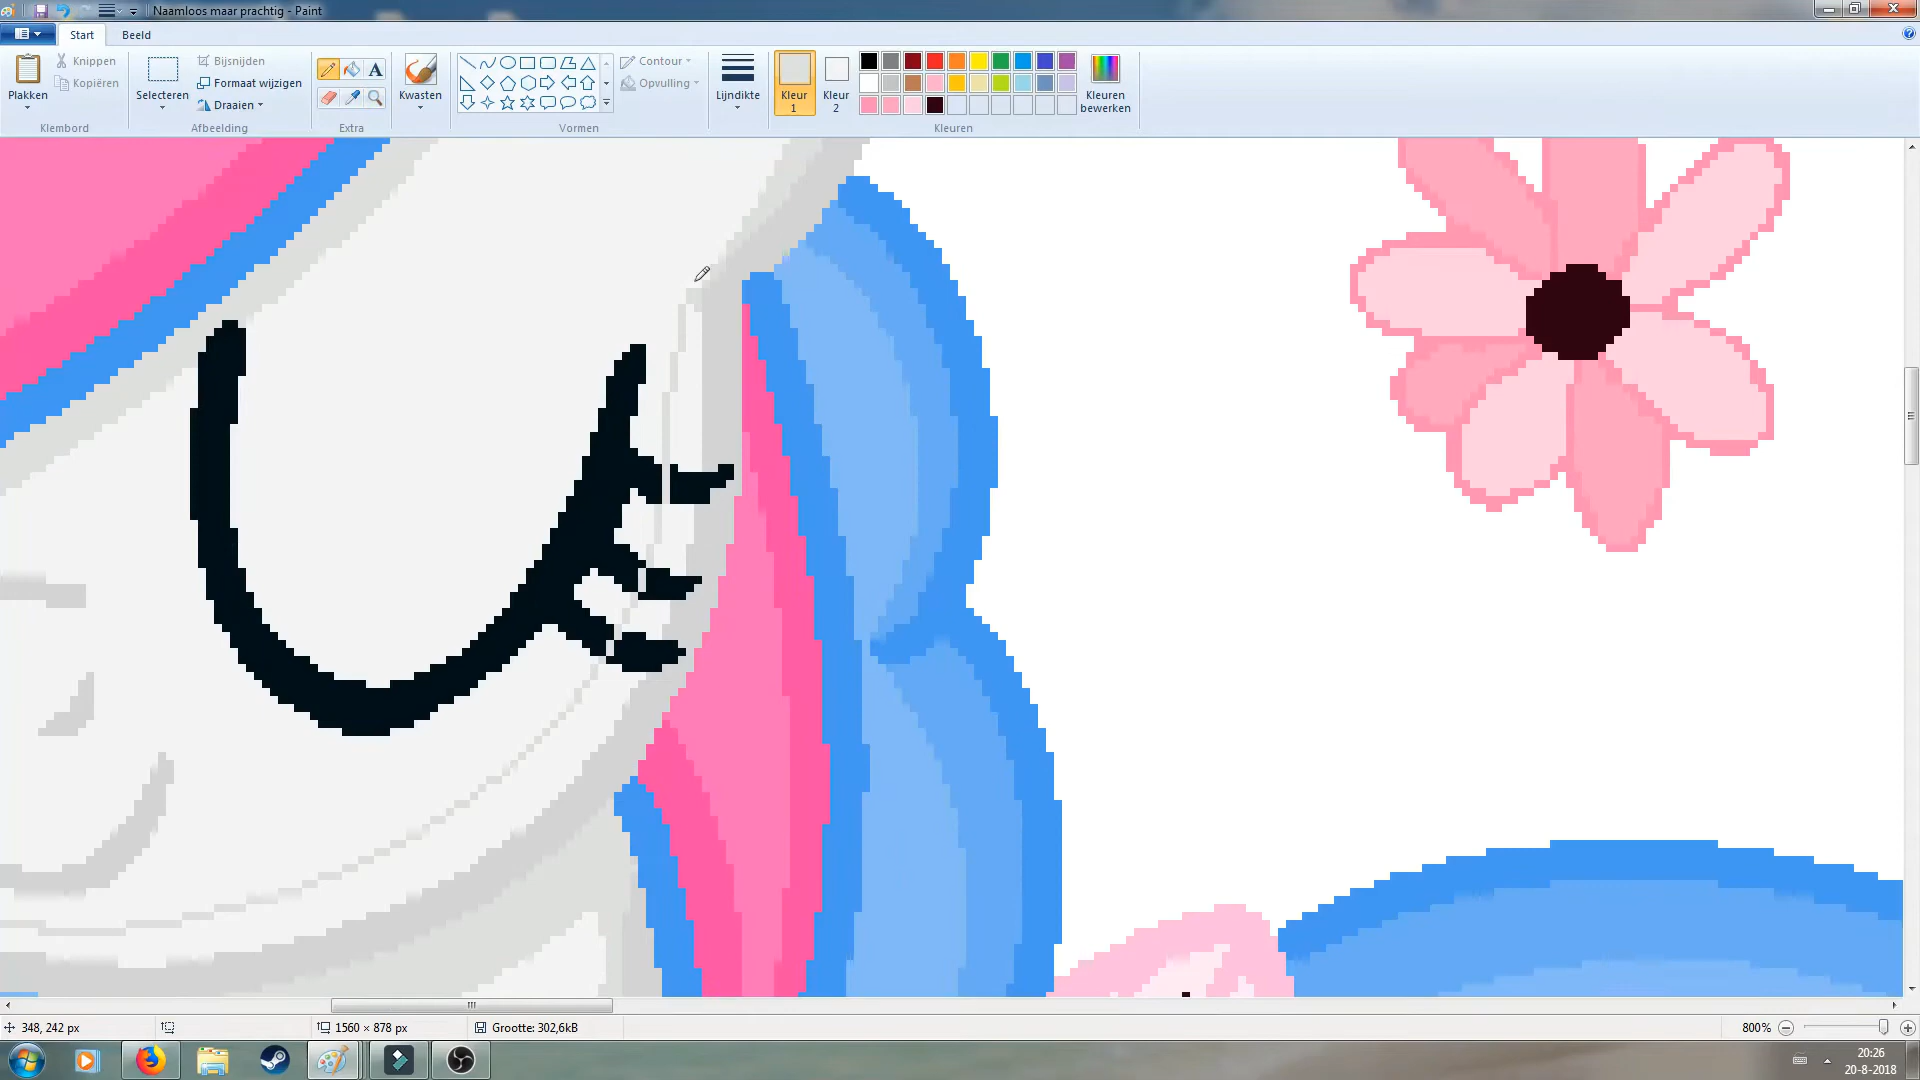 Naamloos maar prachtig - Paint
Start
Beeld
Plakken
Knippen
Kopiëren
Klembord
Selecteren
Bijsnijden
Formaat wijzigen
Draaien
Afbeelding
A
Extra
Kwasten
Contour
Opvulling
Vormen
Lijndikte
Kleur 1
Kleur 2
Kleuren bewerken
Kleuren
348, 242 px
1560 × 878 px
Grootte: 302,6kB
800%
20:26
20-8-2018